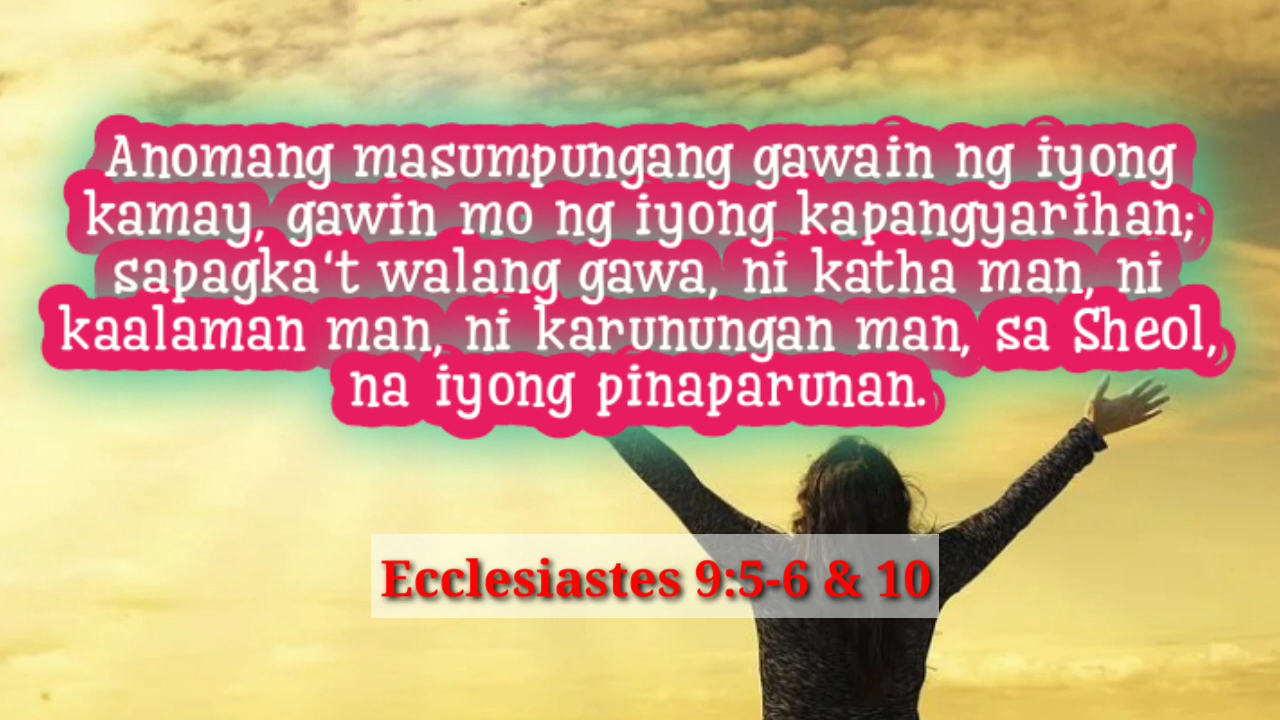 Anomang masumpungang gawain ng iyong
kamay, gawin mo ng iyong kapangyarihan;
sapagka‘t walang gawa, ni katha man, ni
kaalaman man, ni karunungan man, sa Sheol,
na iyong pinaparunan.
Ecclesiastes 9:5-6 & 10